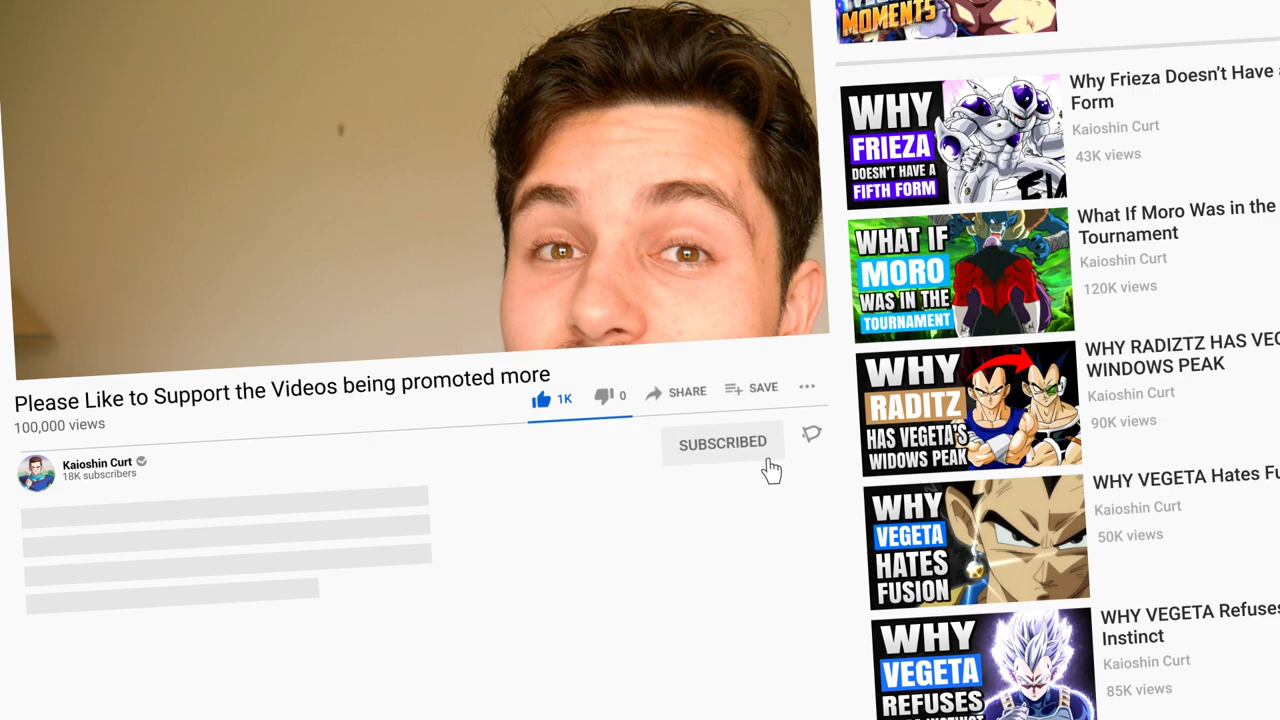 Please Like to Support the Videos being promoted more
100,000 views
1K
0
SHARE
SAVE
SUBSCRIBED
Kaioshin Curt
18K subscribers
MOMENTS
WHY
FRIEZA
DOESN'T HAVE A
FIFTH FORM
Why Frieza Doesn't Have
Form
Kaioshin Curt
43K views
WHAT IF
MORO
WAS IN THE
TOURNAMENT
What If Moro Was in the
Tournament
Kaioshin Curt
120K views
WHY
RADITZ
HAS VEGETA'S
WIDOWS PEAK
WHY RADIZTZ HAS VEG
WINDOWS PEAK
Kaioshin Curt
90K views
WHY
VEGETA
HATES
FUSION
WHY VEGETA Hates Fu
Kaioshin Curt
50K views
WHY
VEGETA
REFUSES
WHY VEGETA Refuses
Instinct
Kaioshin Curt
85K views